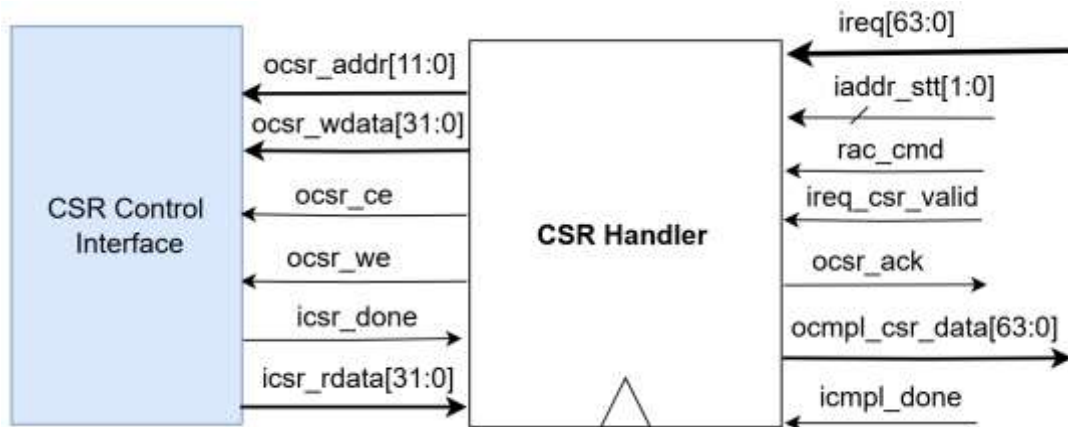 CSR Control
Interface
ocsr_addr[11:0]
ocsr_wdata[31:0]
ocsr_ce
ocsr_we
icsr_done
icsr_rdata[31:0]
CSR Handler
ireq[63:0]
iaddr_stt[1:0]
rac_cmd
ireq_csr_valid
ocsr_ack
ocmpl_csr_data[63:0]
icmpl_done